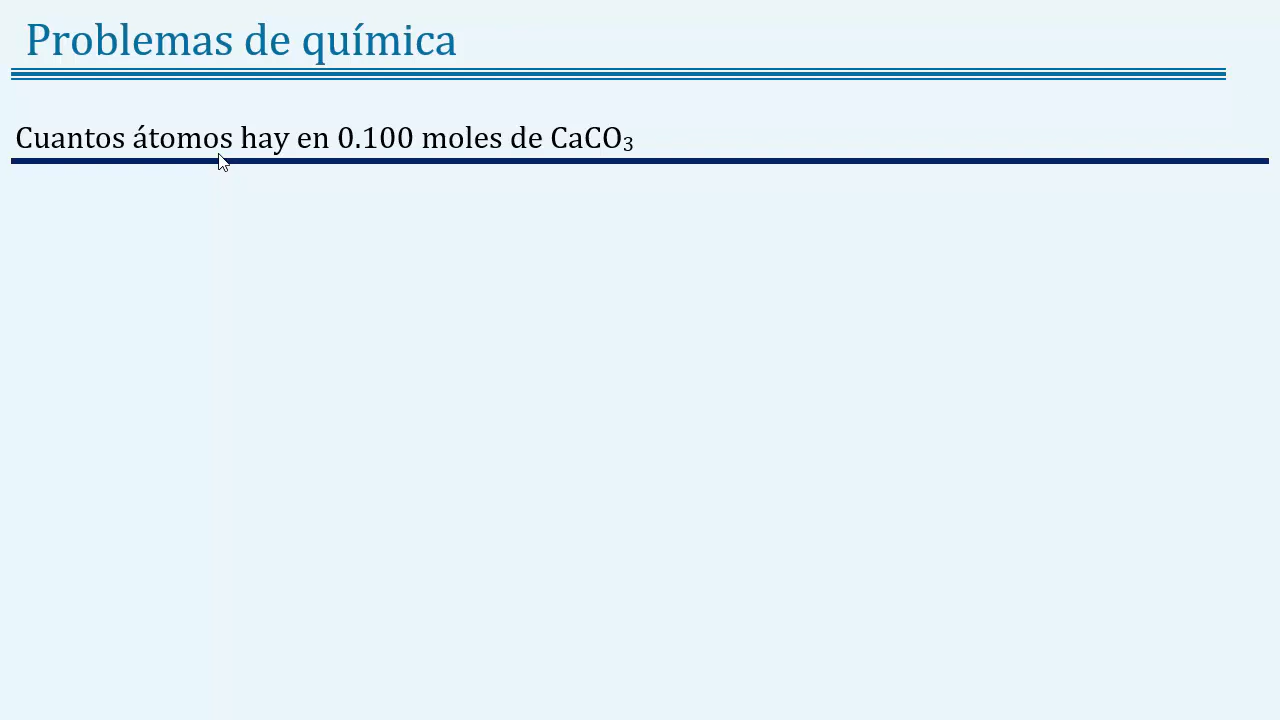 Problemas de química
Cuantos átomos hay en 0.100 moles de CaCO₃